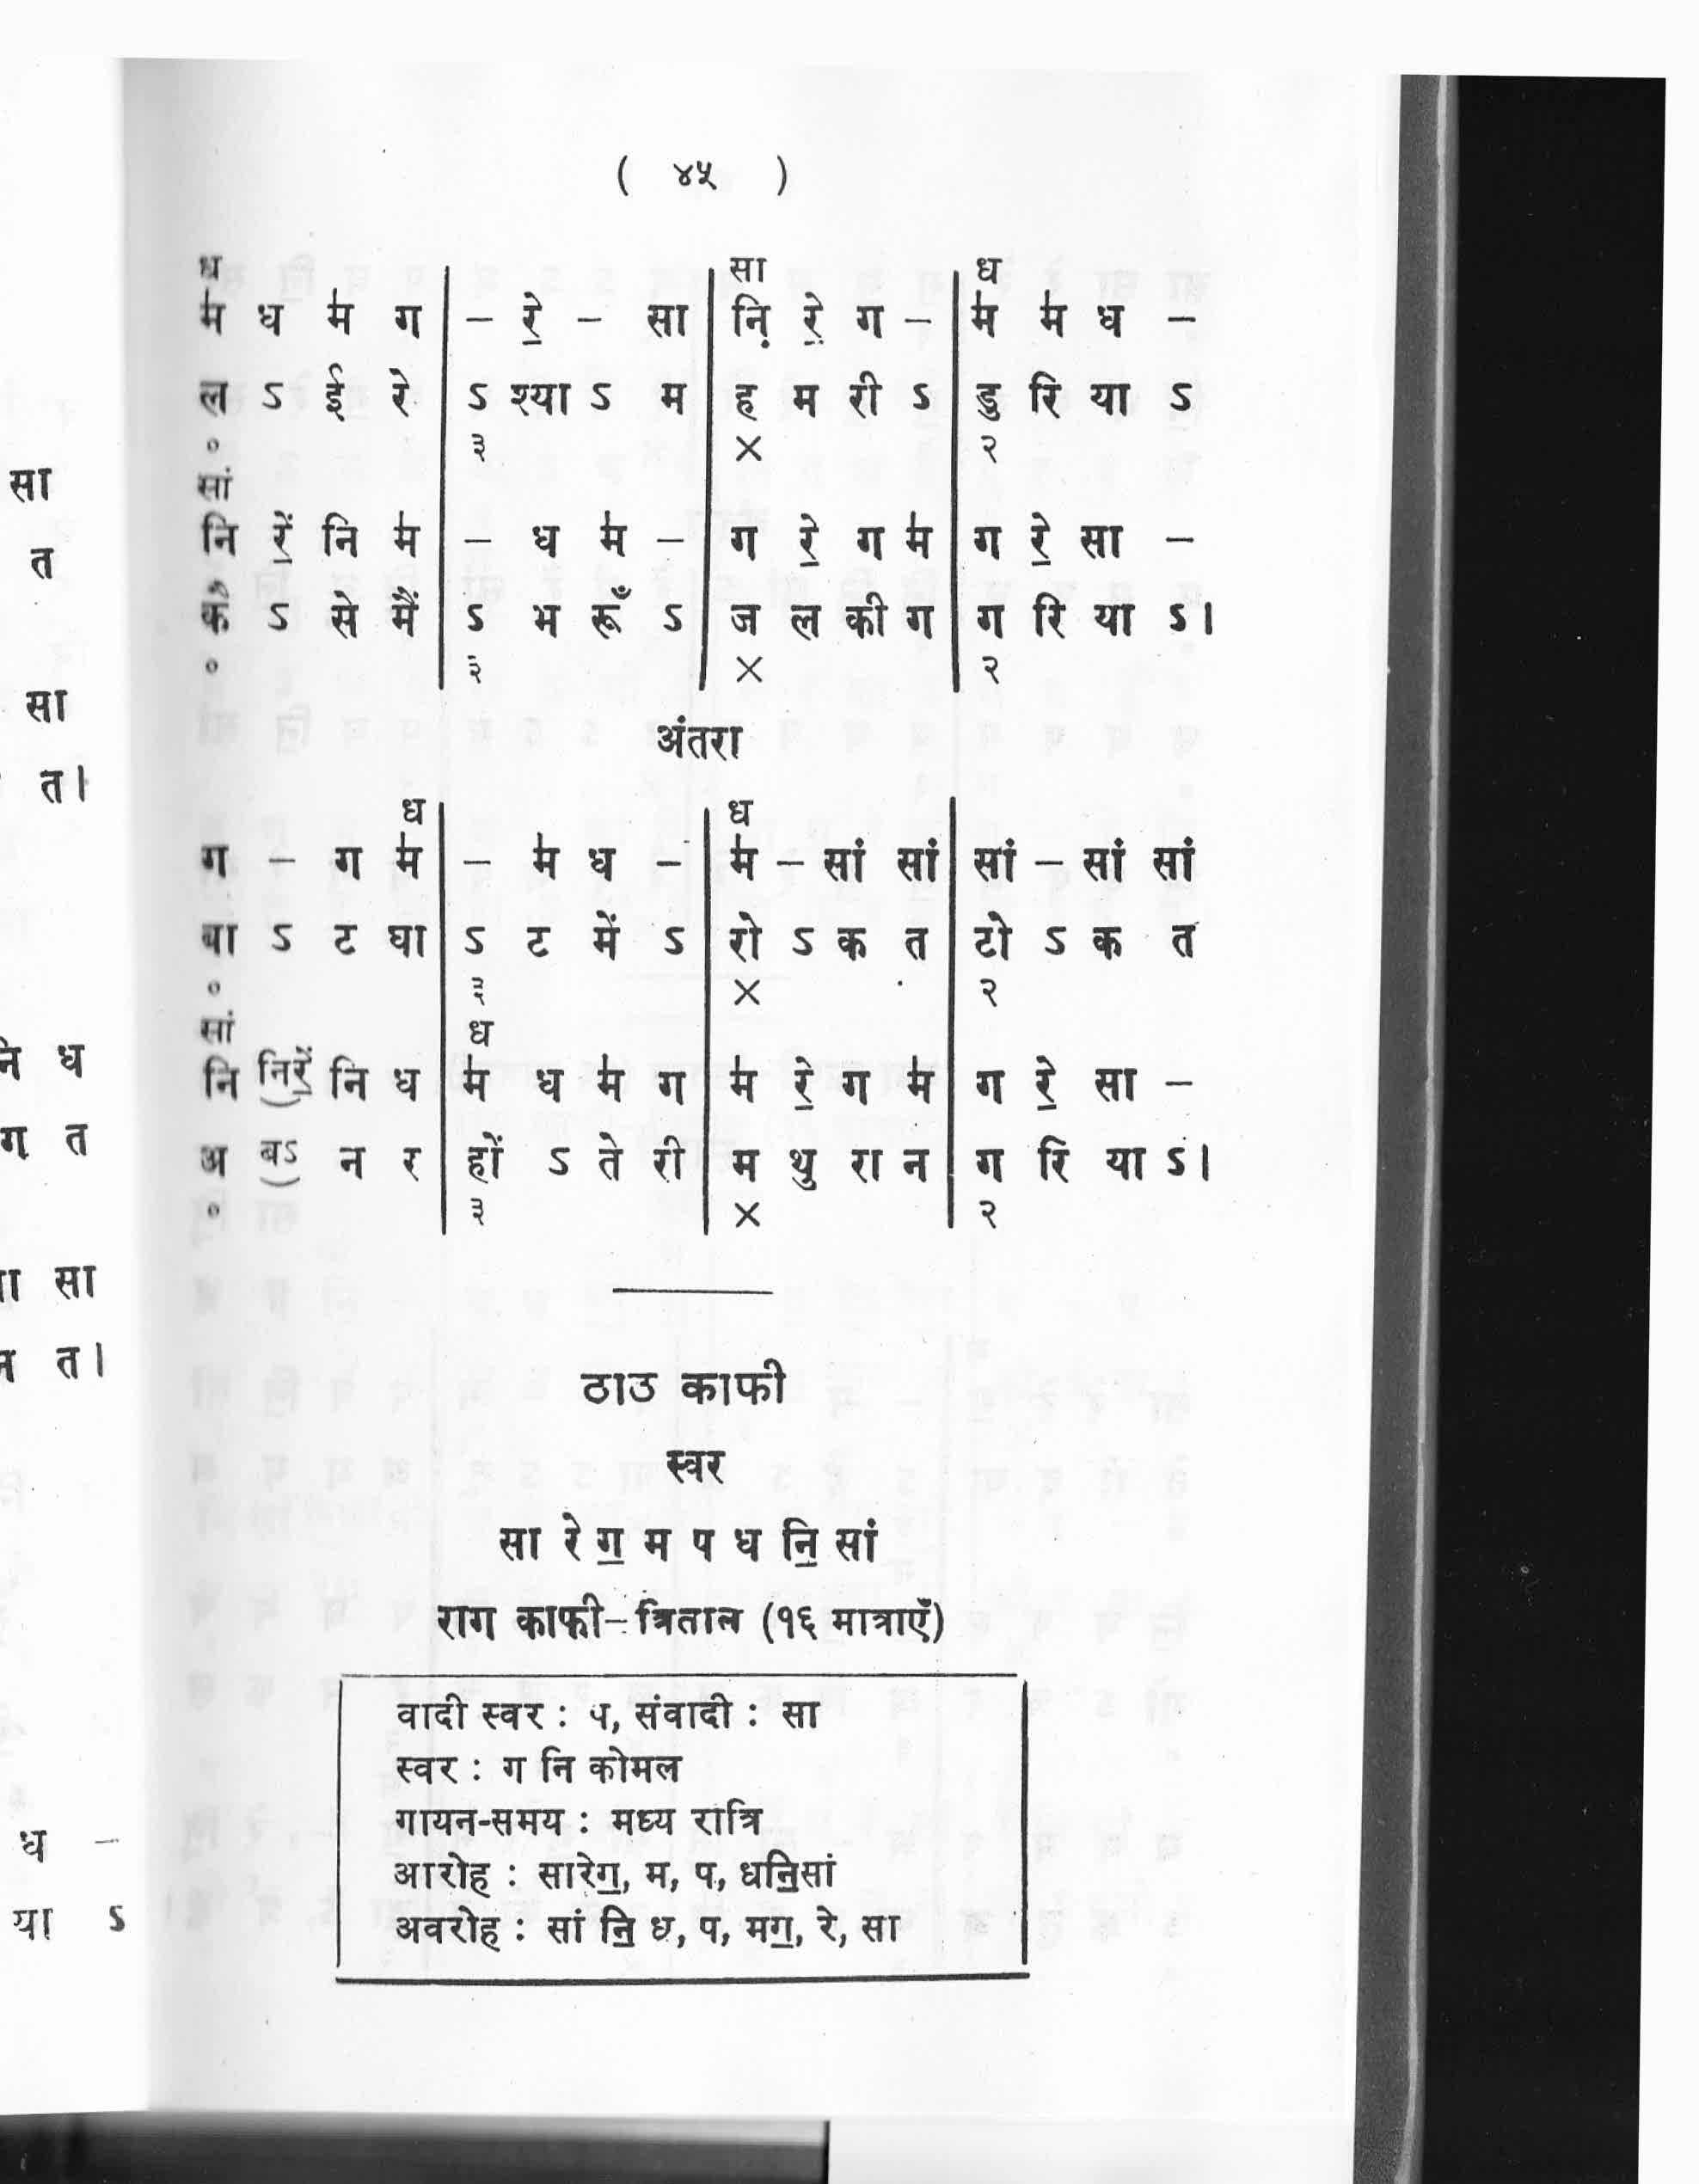 ( ४५ )
ध सा ध
म॑ ध म॑ ग | – रे॒ – सा | नि़ रे॒ ग – | म॑ म॑ ध –
ल ऽ ई रे | ऽ श्या ऽ म | ह म री ऽ | डु रि या ऽ
० ३ × २
सां
नि रें॒ नि म॑ | – ध म॑ – | ग रे॒ ग म॑ | ग रे॒ सा –
कै ऽ से मैं | ऽ भ रूँ ऽ | ज ल की ग | ग रि या ऽ।
० ३ × २
अंतरा
ध ध
ग – ग म॑ | – म॑ ध – | म॑ – सां सां | सां – सां सां
बा ऽ ट घा | ऽ ट में ऽ | रो ऽ क त | टो ऽ क त
० ३ × २
सां ध
नि निरें॒ नि ध | म॑ ध म॑ ग | म॑ रे॒ ग म॑ | ग रे॒ सा –
अ बऽ न र | हों ऽ ते री | म थु रा न | ग रि या ऽ।
० ३ × २
ठाठ काफी
स्वर
सा रे ग॒ म प ध नि॒ सां
राग काफी–त्रिताल (१६ मात्राएँ)
वादी स्वर : प, संवादी : सा
स्वर : ग नि कोमल
गायन-समय : मध्य रात्रि
आरोह : सारेग॒, म, प, धनि॒सां
अवरोह : सां नि॒ ध, प, मग॒, रे, सा
सा
त
सा
त।
ध
ग त
सा
त।
ध –
या ऽ